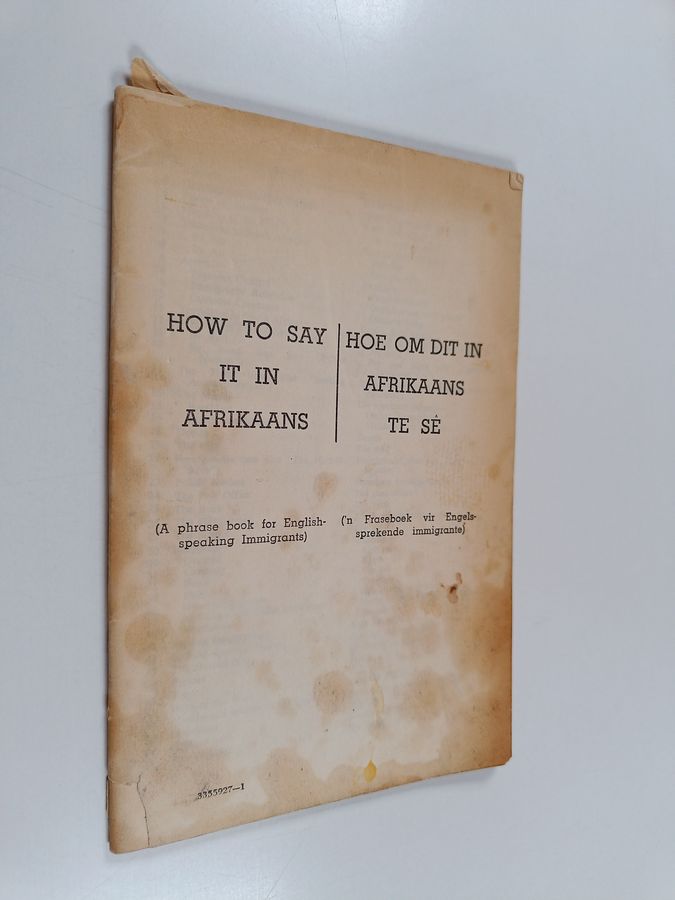 HOW TO SAY
IT IN
AFRIKAANS
HOE OM DIT IN
AFRIKAANS
TE SÊ
(A phrase book for English-
speaking Immigrants)
('n Fraseboek vir Engels-
sprekende immigrante)
3355927—1